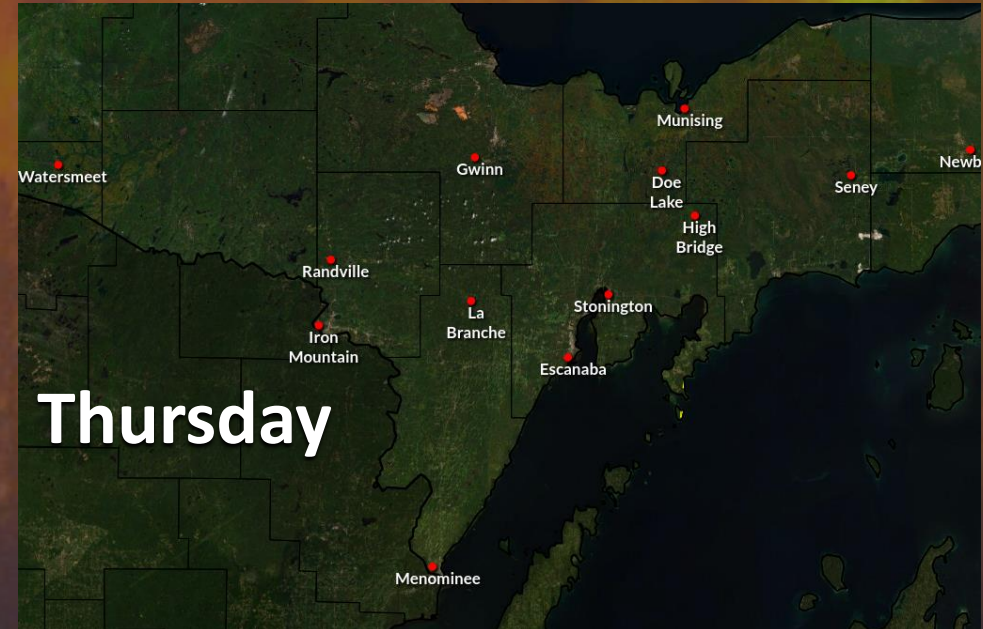 Munising
Watersmeet
Gwinn
Newb
Doe
Lake
Seney
High
Bridge
Randville
Stonington
La
Branche
Iron
Mountain
Escanaba
Thursday
Menominee